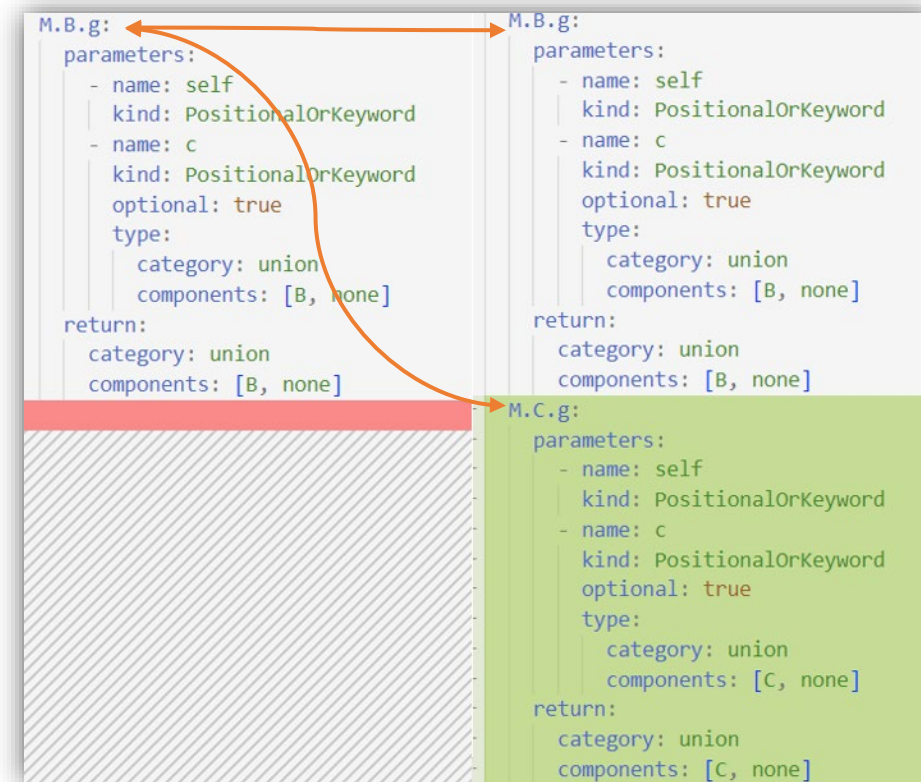 M.B.g:
parameters:
- name: self
kind: PositionalOrKeyword
- name: c
kind: PositionalOrKeyword
optional: true
type:
category: union
components: [B, none]
return:
category: union
components: [B, none]
M.B.g:
parameters:
- name: self
kind: PositionalOrKeyword
- name: c
kind: PositionalOrKeyword
optional: true
type:
category: union
components: [B, none]
return:
category: union
components: [B, none]
M.C.g:
parameters:
- name: self
kind: PositionalOrKeyword
- name: c
kind: PositionalOrKeyword
optional: true
type:
category: union
components: [C, none]
return:
category: union
components: [C, none]